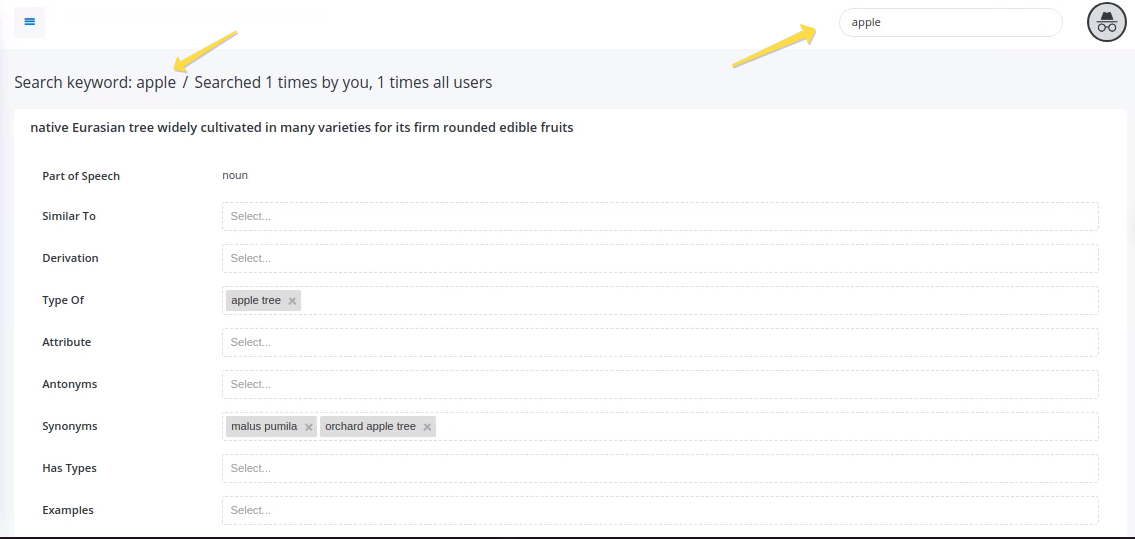 apple
Search keyword: apple / Searched 1 times by you, 1 times all users
native Eurasian tree widely cultivated in many varieties for its firm rounded edible fruits
Part of Speech noun
Similar To Select...
Derivation Select...
Type Of apple tree ×
Attribute Select...
Antonyms Select...
Synonyms malus pumila × orchard apple tree ×
Has Types Select...
Examples Select...